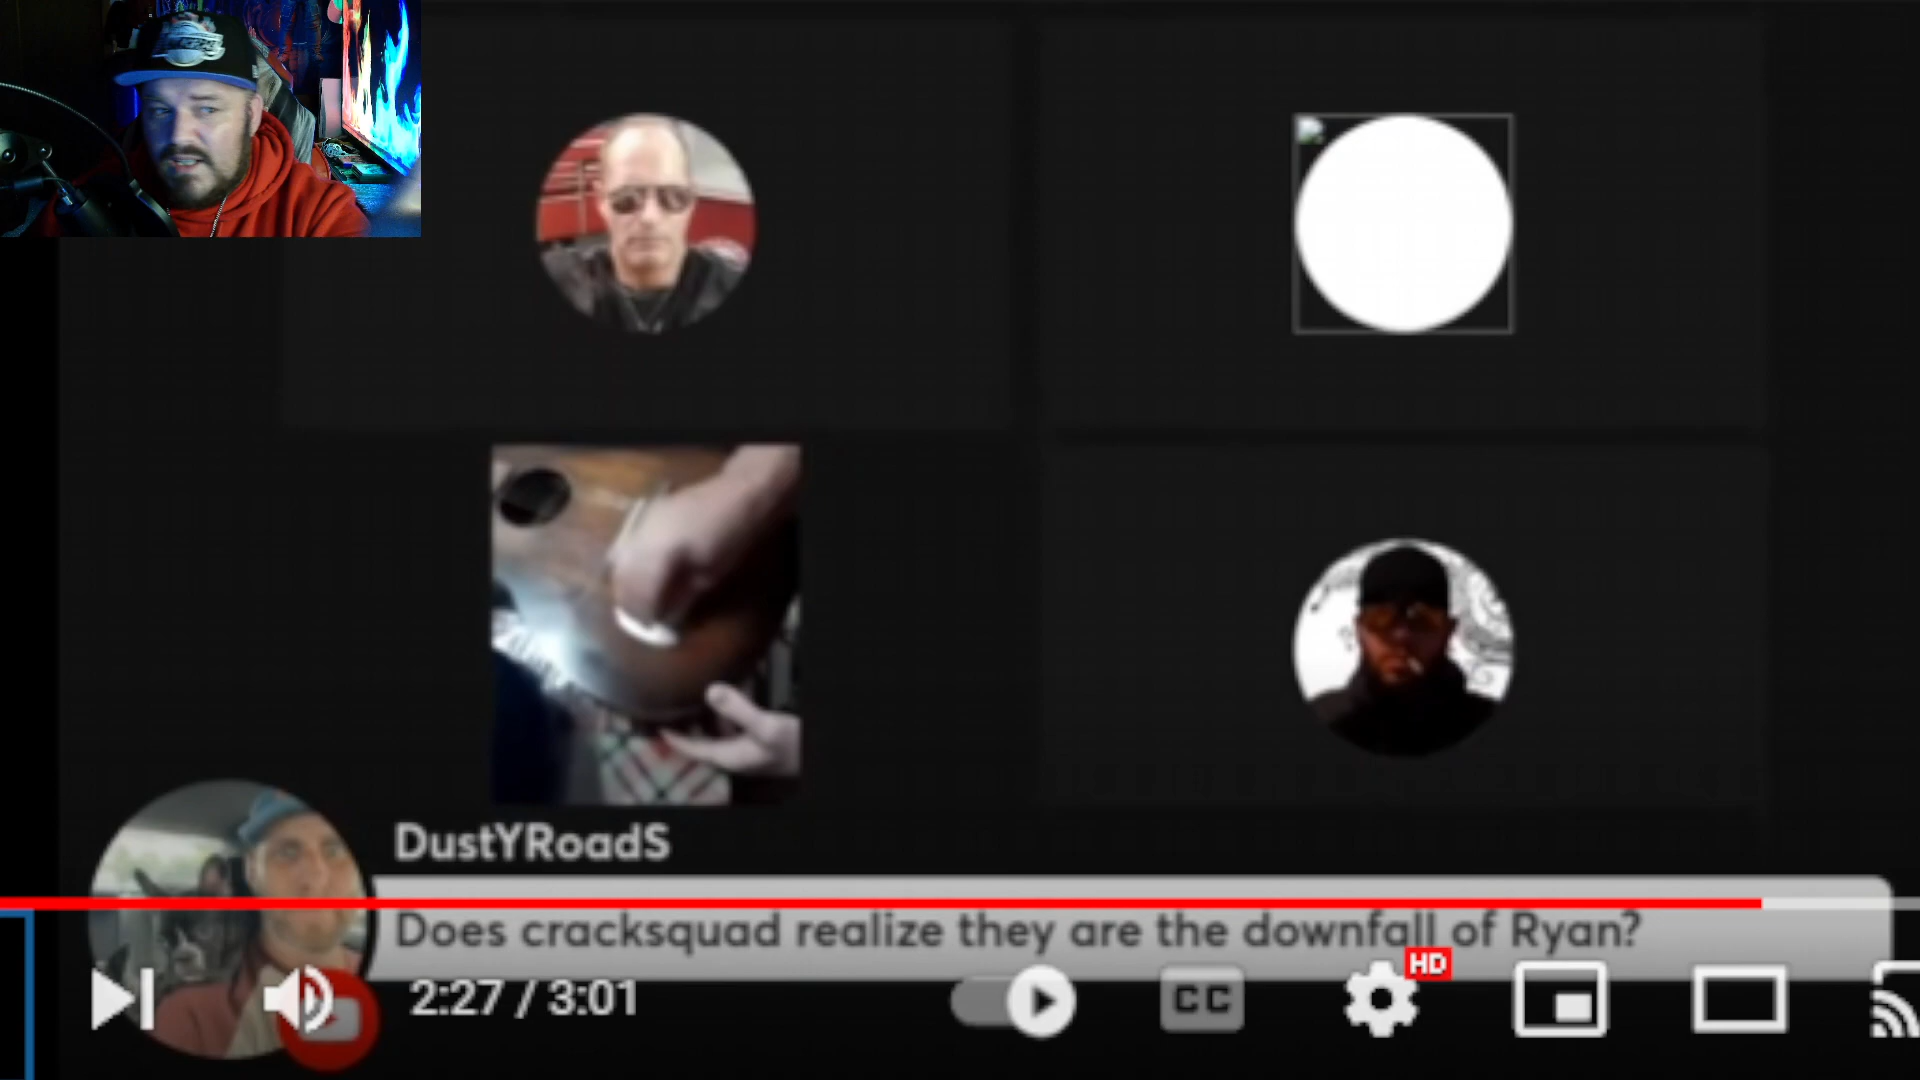 DustYRoadS
Does cracksquad realize they are the downfall of Ryan?
HD
2:27 / 3:01
CC